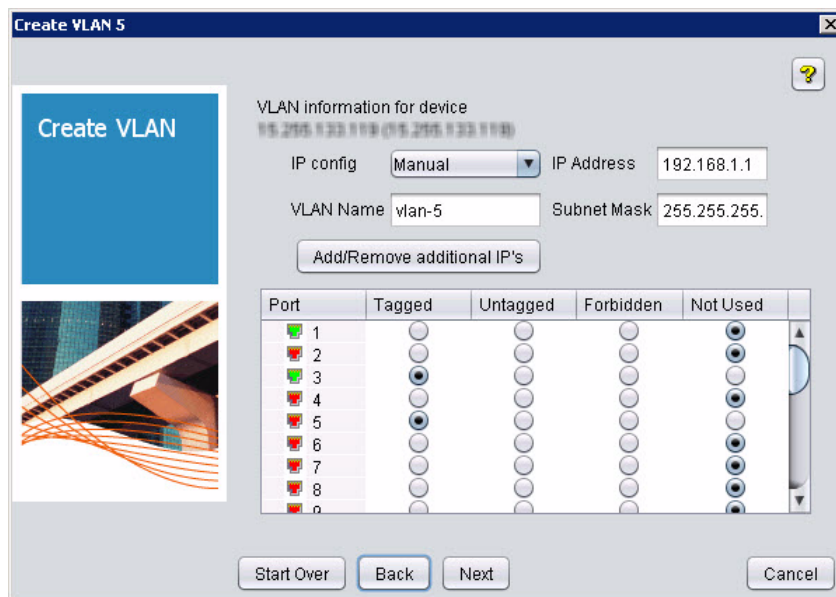 Create VLAN 5
?
Create VLAN
VLAN information for device
IP config Manual IP Address 192.168.1.1
VLAN Name vlan-5 Subnet Mask 255.255.255.
Add/Remove additional IP's
Port Tagged Untagged Forbidden Not Used
1
2
3
4
5
6
7
8
9
Start Over Back Next Cancel